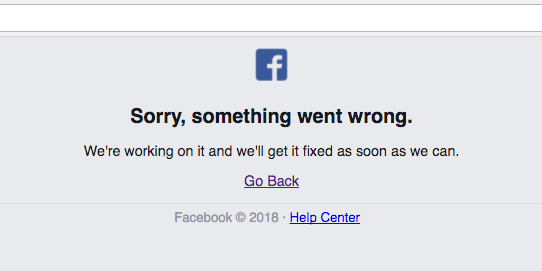 Sorry, something went wrong.
We're working on it and we'll get it fixed as soon as we can.
Go Back
Facebook © 2018 · Help Center